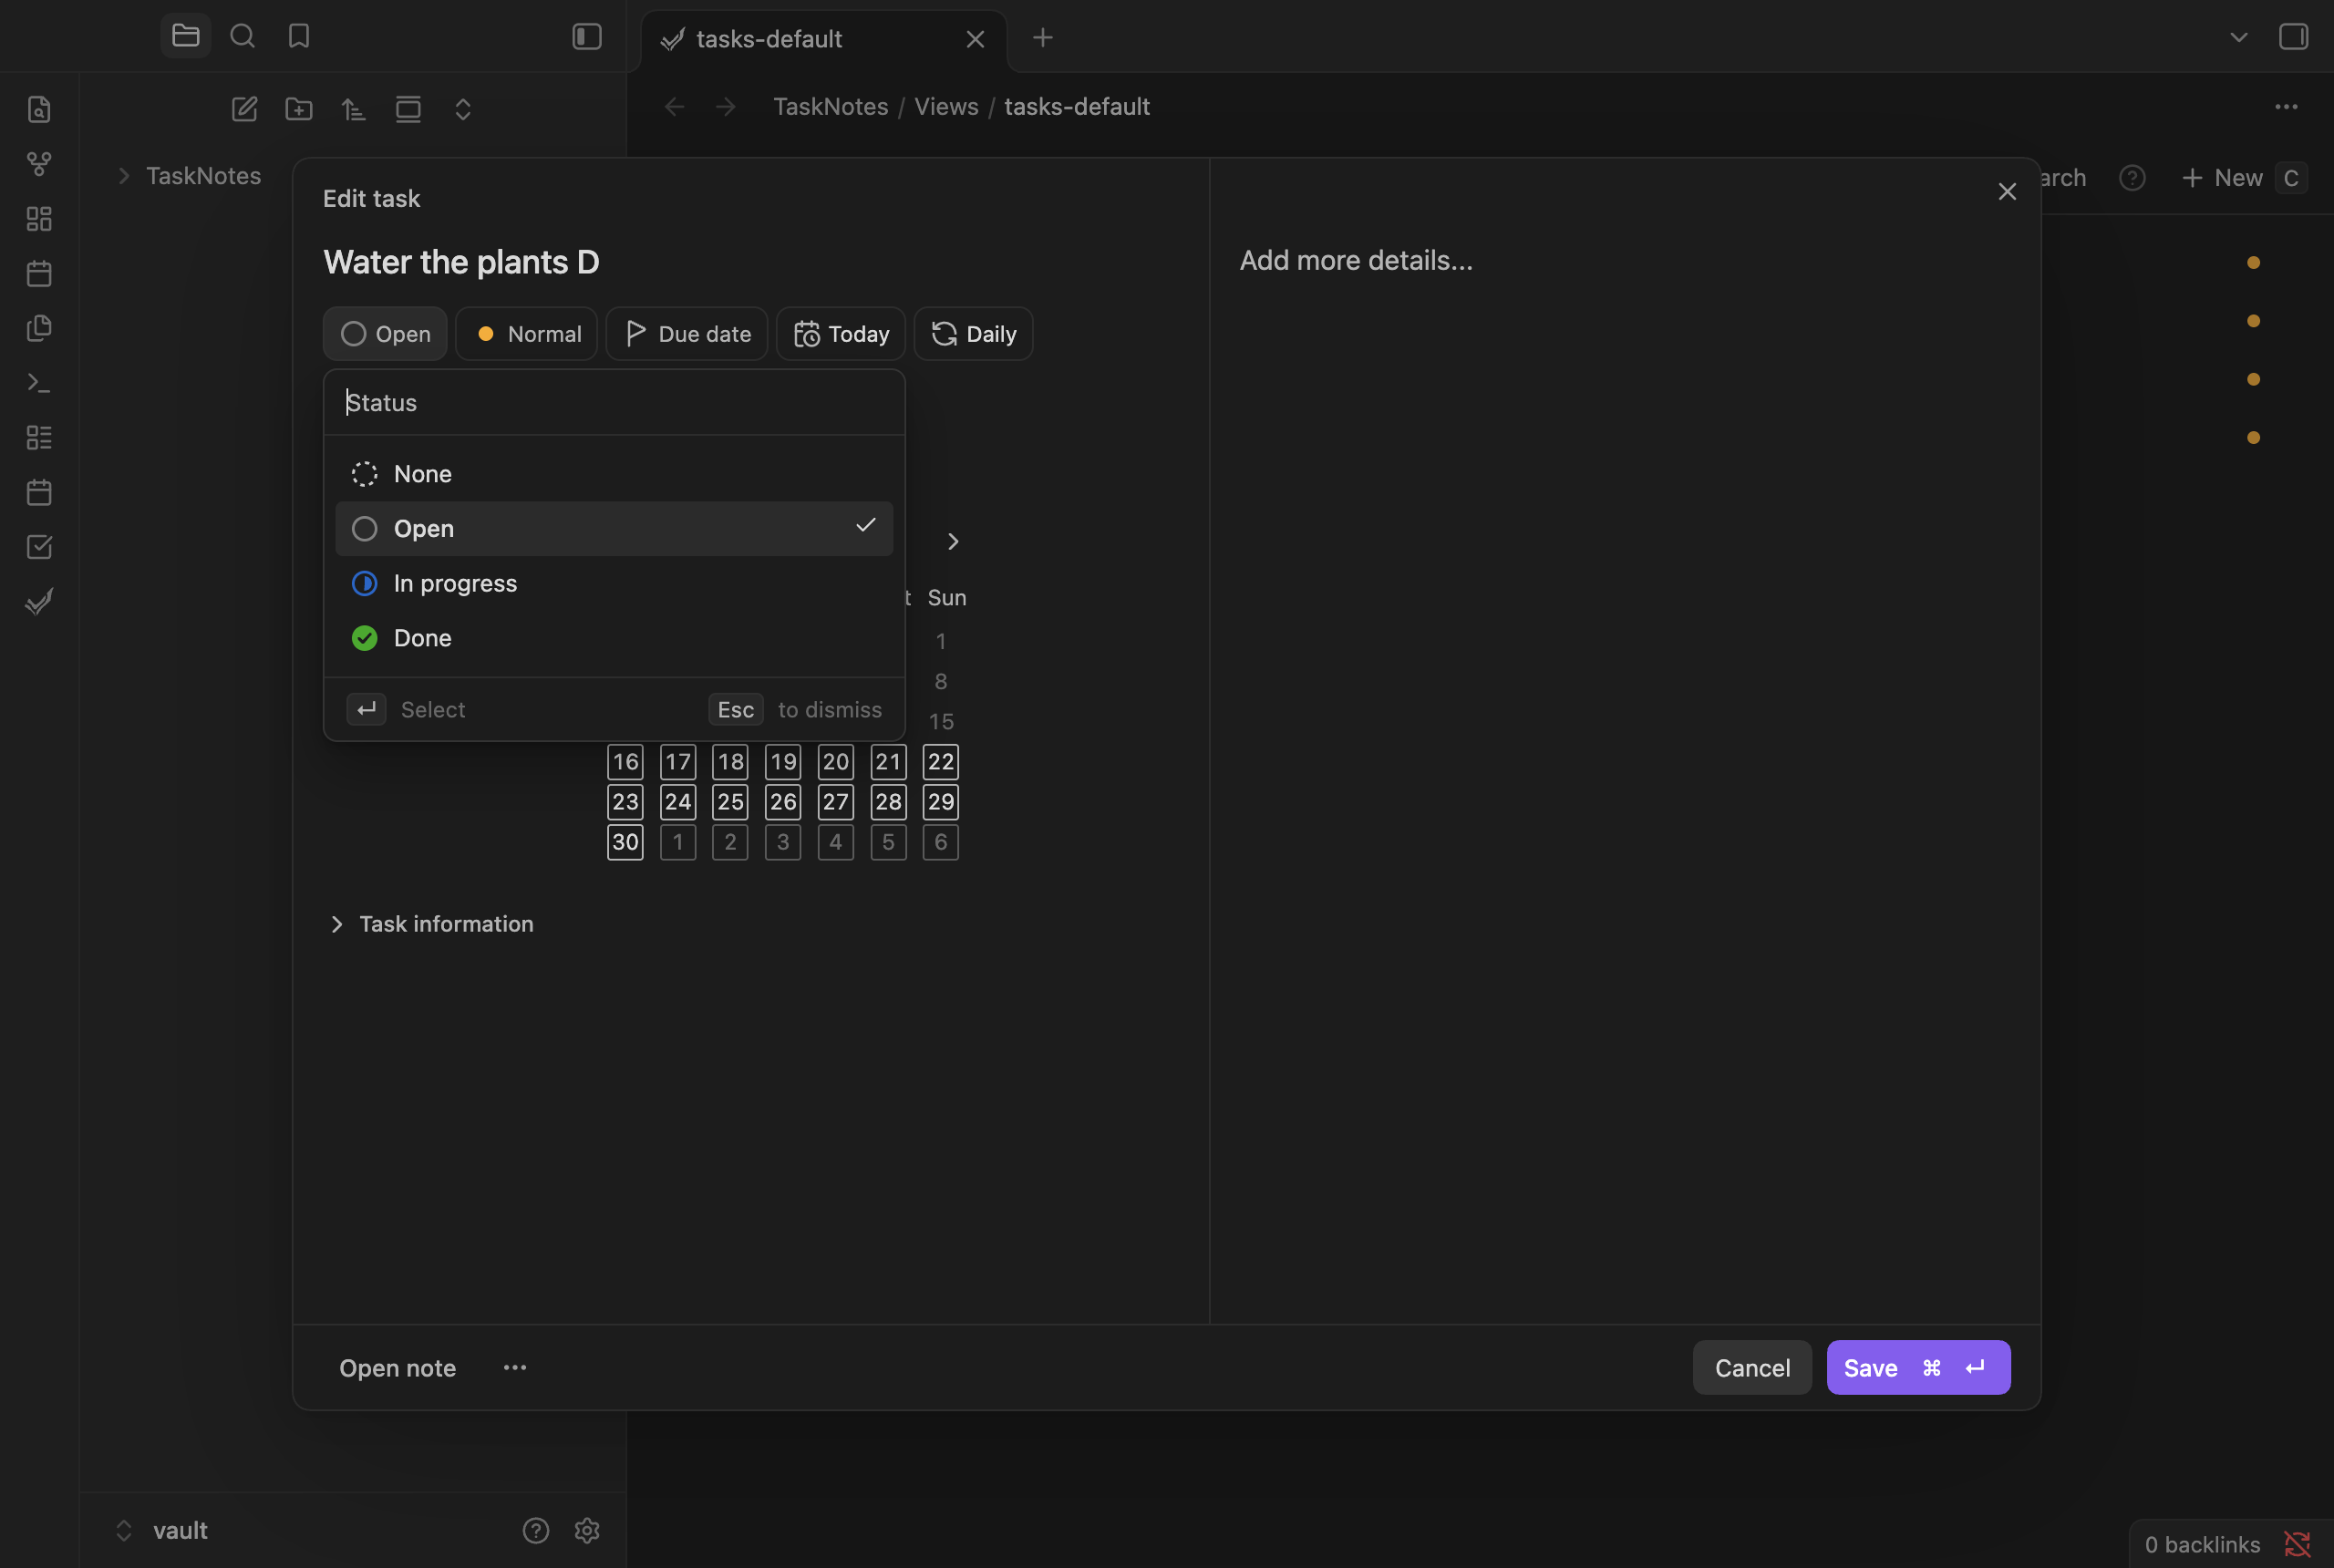 tasks-default
TaskNotes / Views / tasks-default
TaskNotes
arch
New C
Edit task
Water the plants D
Add more details...
Open Normal Due date Today Daily
Status
None
Open
In progress
Done
Select Esc to dismiss
t Sun
1
8
15
16 17 18 19 20 21 22
23 24 25 26 27 28 29
30 1 2 3 4 5 6
Task information
Open note
Cancel Save ⌘ ↵
vault
0 backlinks